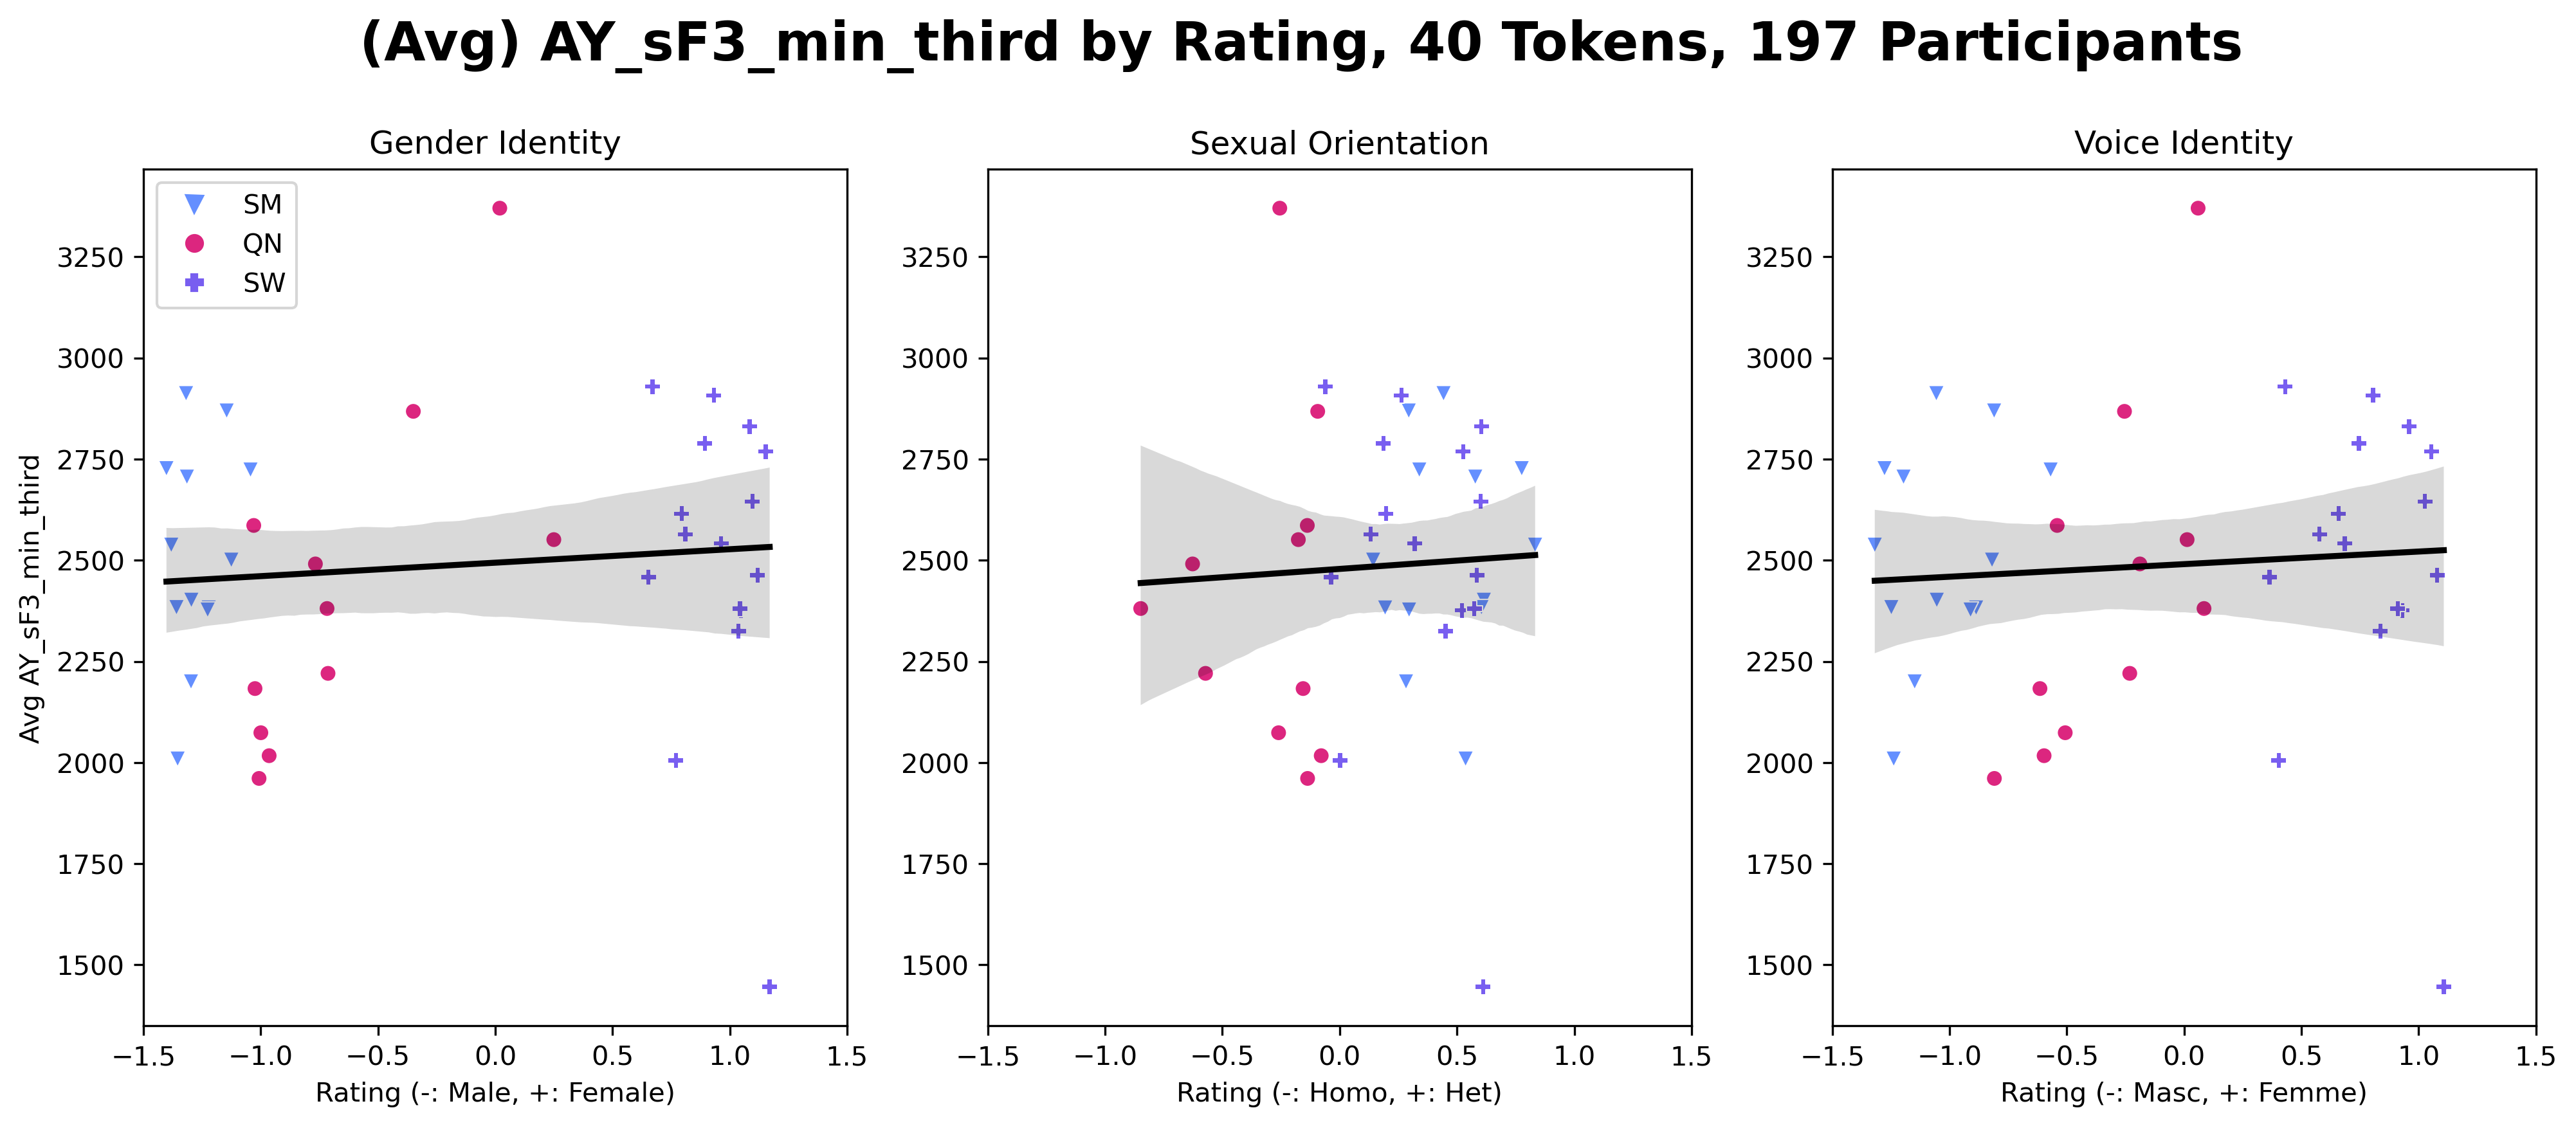 (Avg) AY_sF3_min_third by Rating, 40 Tokens, 197 Participants
Gender Identity
Sexual Orientation
Voice Identity
SM
QN
SW
Avg AY_sF3_min_third
3250
3000
2750
2500
2250
2000
1750
1500
3250
3000
2750
2500
2250
2000
1750
1500
3250
3000
2750
2500
2250
2000
1750
1500
−1.5 −1.0 −0.5 0.0 0.5 1.0 1.5
−1.5 −1.0 −0.5 0.0 0.5 1.0 1.5
−1.5 −1.0 −0.5 0.0 0.5 1.0 1.5
Rating (-: Male, +: Female)
Rating (-: Homo, +: Het)
Rating (-: Masc, +: Femme)